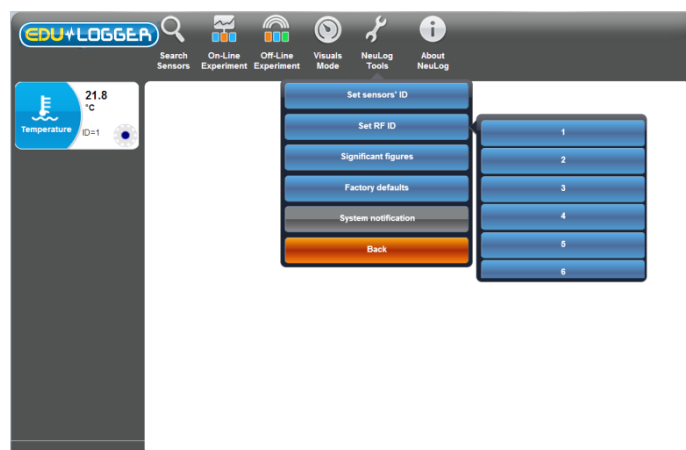 EDU LOGGER
Search Sensors
On-Line Experiment
Off-Line Experiment
Visuals Mode
NeuLog Tools
About NeuLog
21.8
°C
Temperature
ID=1
Set sensors' ID
Set RF ID
Significant figures
Factory defaults
System notification
Back
1
2
3
4
5
6